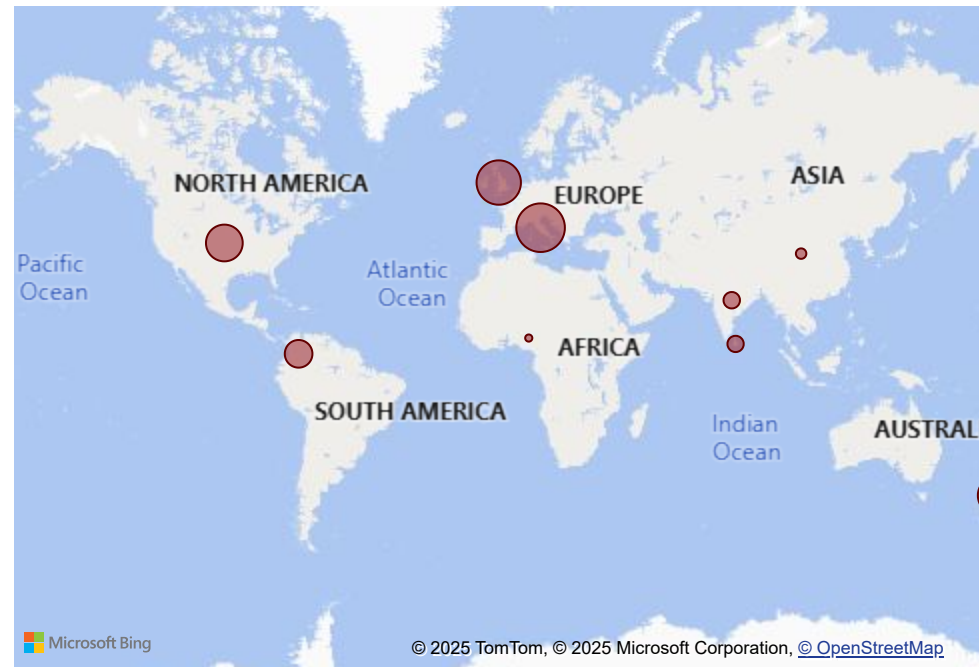 ASIA
NORTH AMERICA
EUROPE
Pacific
Ocean
Atlantic
Ocean
AFRICA
SOUTH AMERICA
Indian
Ocean
AUSTRAL
Microsoft Bing
© 2025 TomTom, © 2025 Microsoft Corporation, © OpenStreetMap